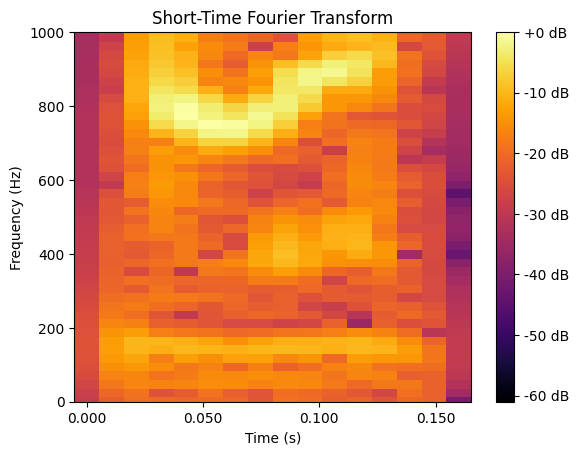 Short-Time Fourier Transform
1000
800
600
400
200
0
Frequency (Hz)
0.000
0.050
0.100
0.150
Time (s)
+0 dB
-10 dB
-20 dB
-30 dB
-40 dB
-50 dB
-60 dB